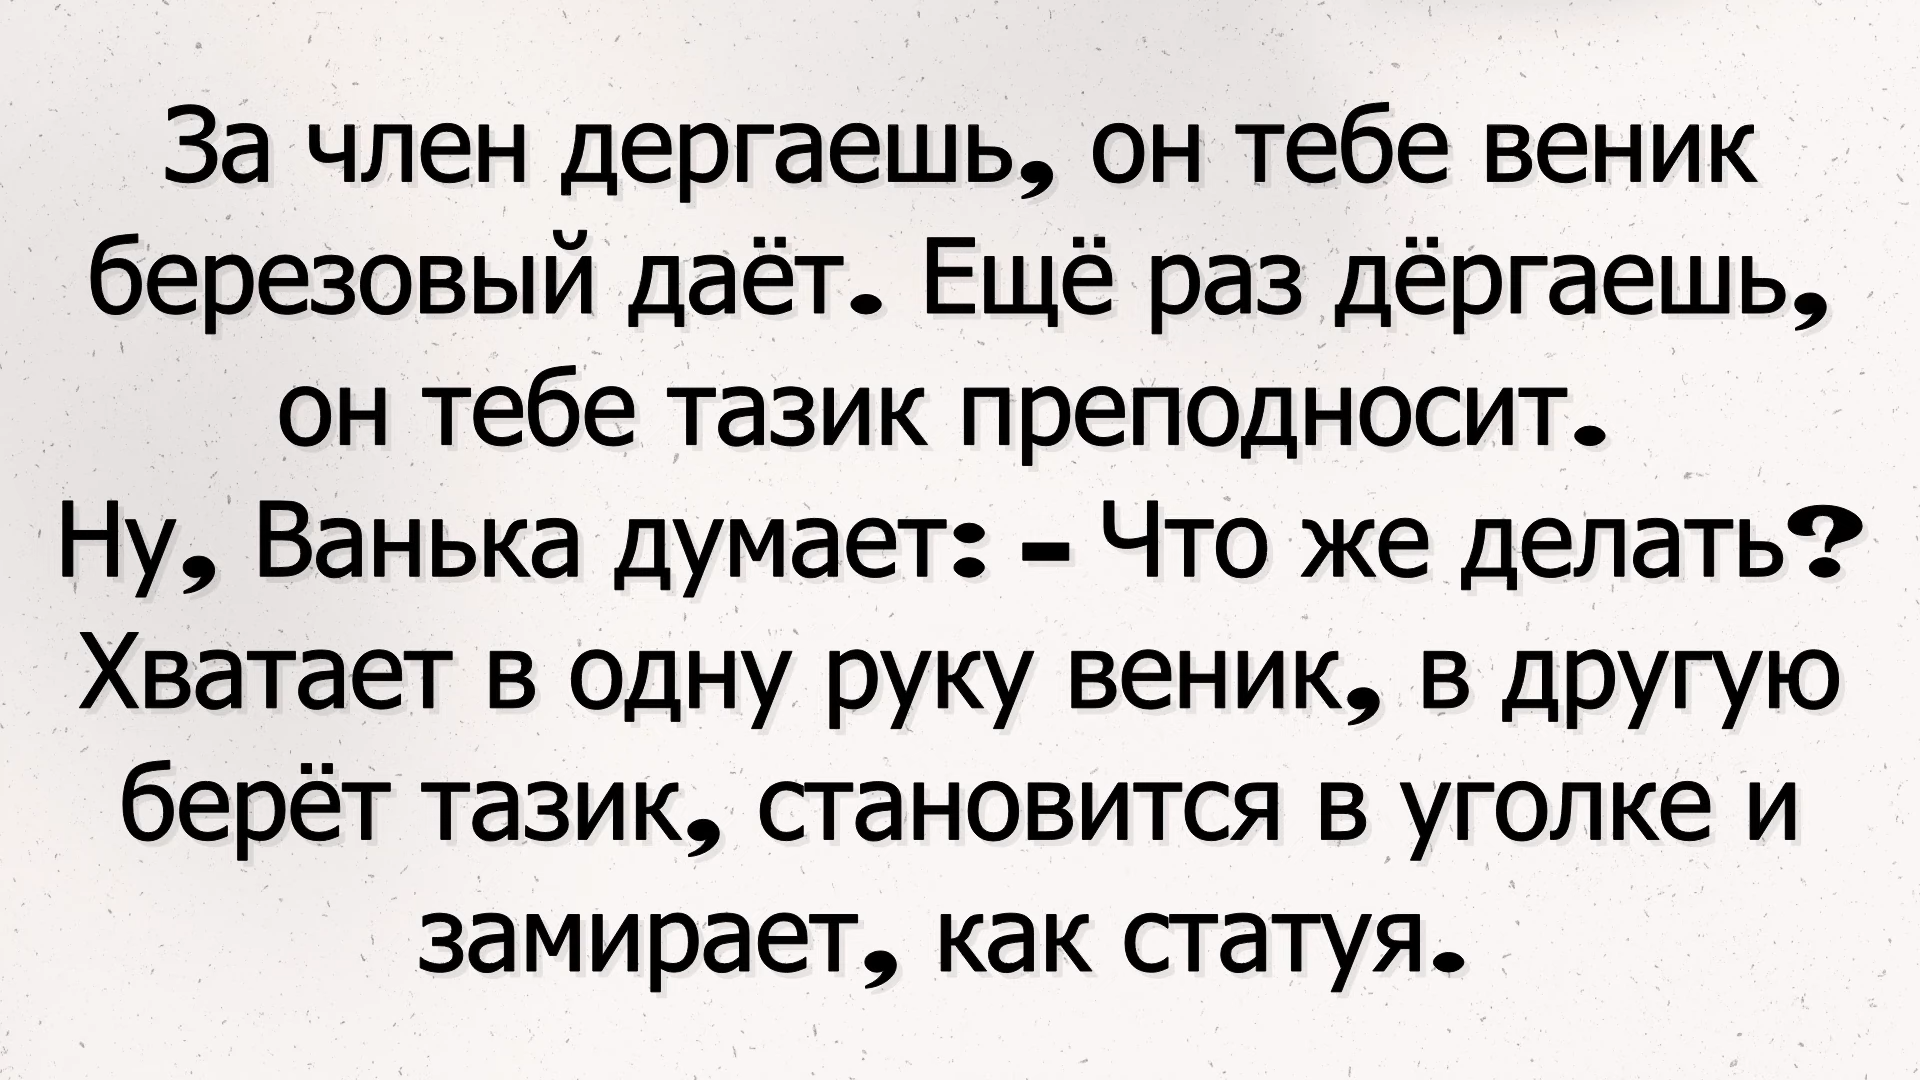 За член дергаешь, он тебе веник
березовый даёт. Ещё раз дёргаешь,
он тебе тазик преподносит.
Ну, Ванька думает: - Что же делать?
Хватает в одну руку веник, в другую
берёт тазик, становится в уголке и
замирает, как статуя.